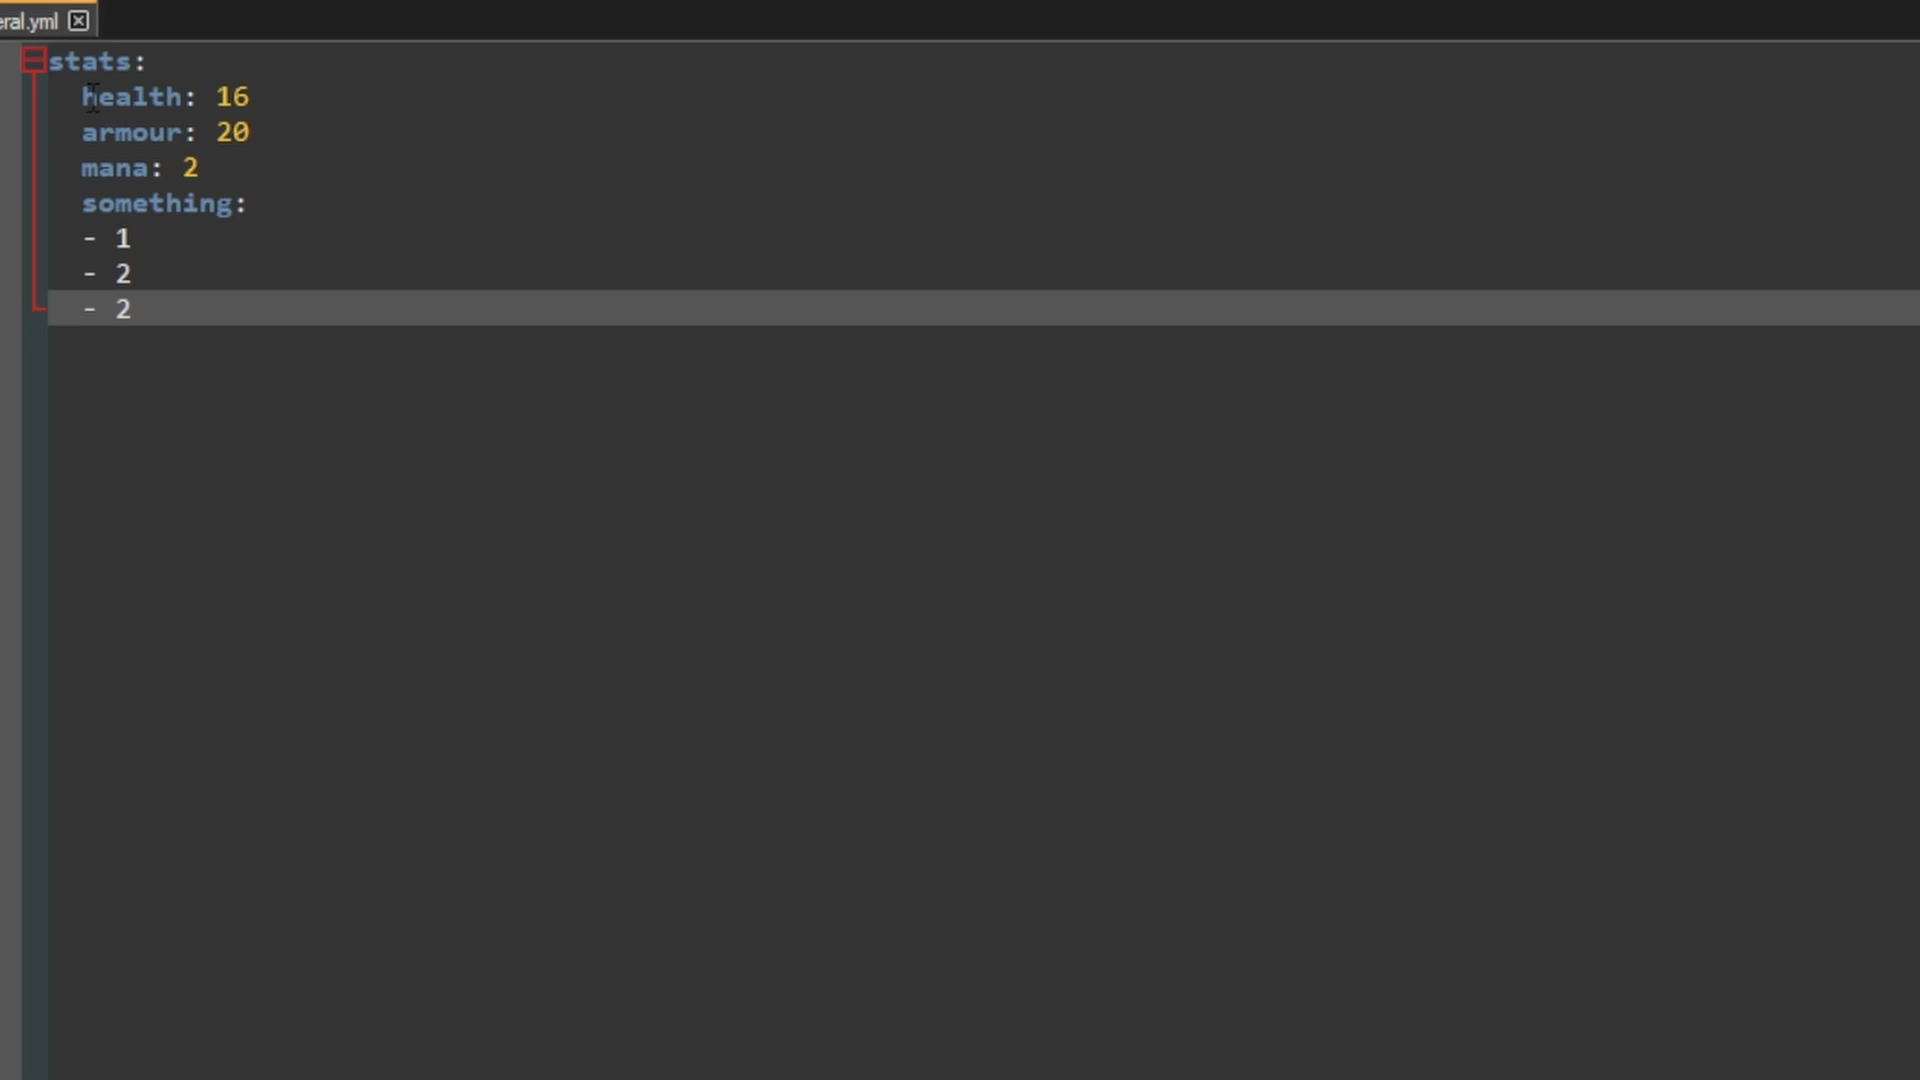 eral.yml
stats:
  health: 16
  armour: 20
  mana: 2
  something:
  - 1
  - 2
  - 2